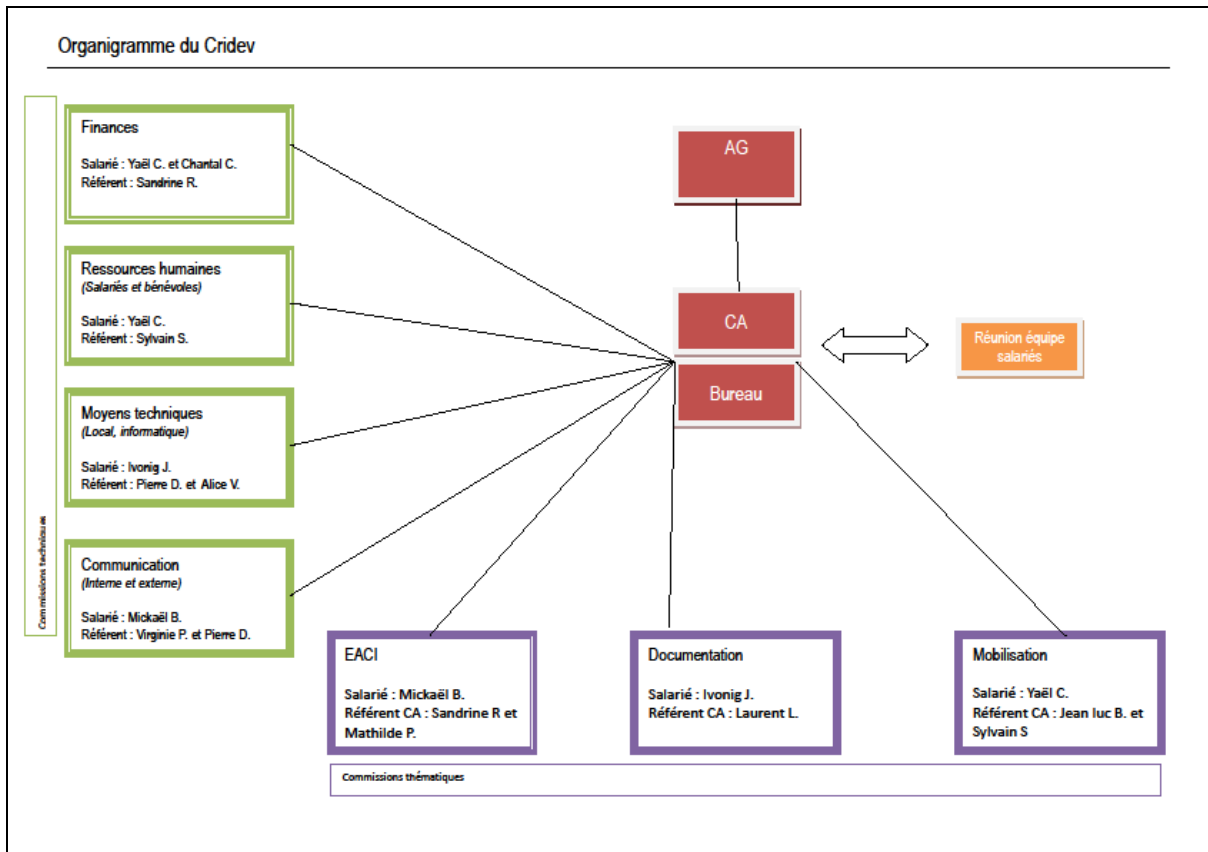 Organigramme du Cridev
Commissions techniques
Finances
Salarié : Yaël C. et Chantal C.
Référent : Sandrine R.
Ressources humaines
(Salariés et bénévoles)
Salarié : Yaël C.
Référent : Sylvain S.
Moyens techniques
(Local, informatique)
Salarié : Ivonig J.
Référent : Pierre D. et Alice V.
Communication
(Interne et externe)
Salarié : Mickaël B.
Référent : Virginie P. et Pierre D.
AG
CA
Bureau
Réunion équipe
salariés
EACI
Salarié : Mickaël B.
Référent CA : Sandrine R et
Mathilde P.
Documentation
Salarié : Ivonig J.
Référent CA : Laurent L.
Mobilisation
Salarié : Yaël C.
Référent CA : Jean luc B. et
Sylvain S
Commissions thématiques